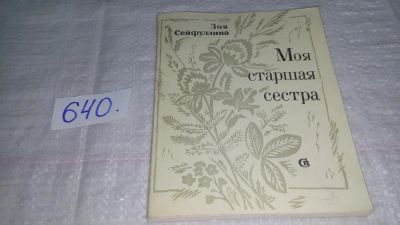 640.
Зоя
Сейфуллина
Моя
старшая
сестра